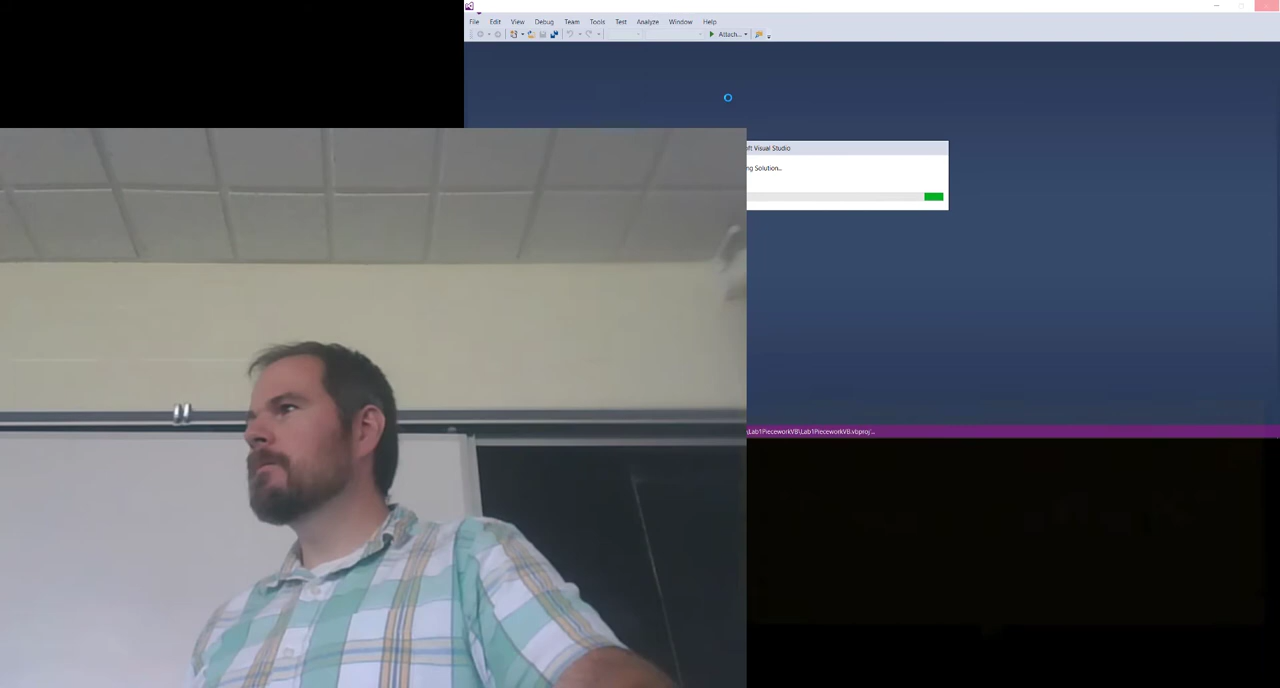 File Edit View Debug Team Tools Test Analyze Window Help
Attach...
ft Visual Studio
ng Solution...
\Lab1PieceworkVB\Lab1PieceworkVB.vbproj'...